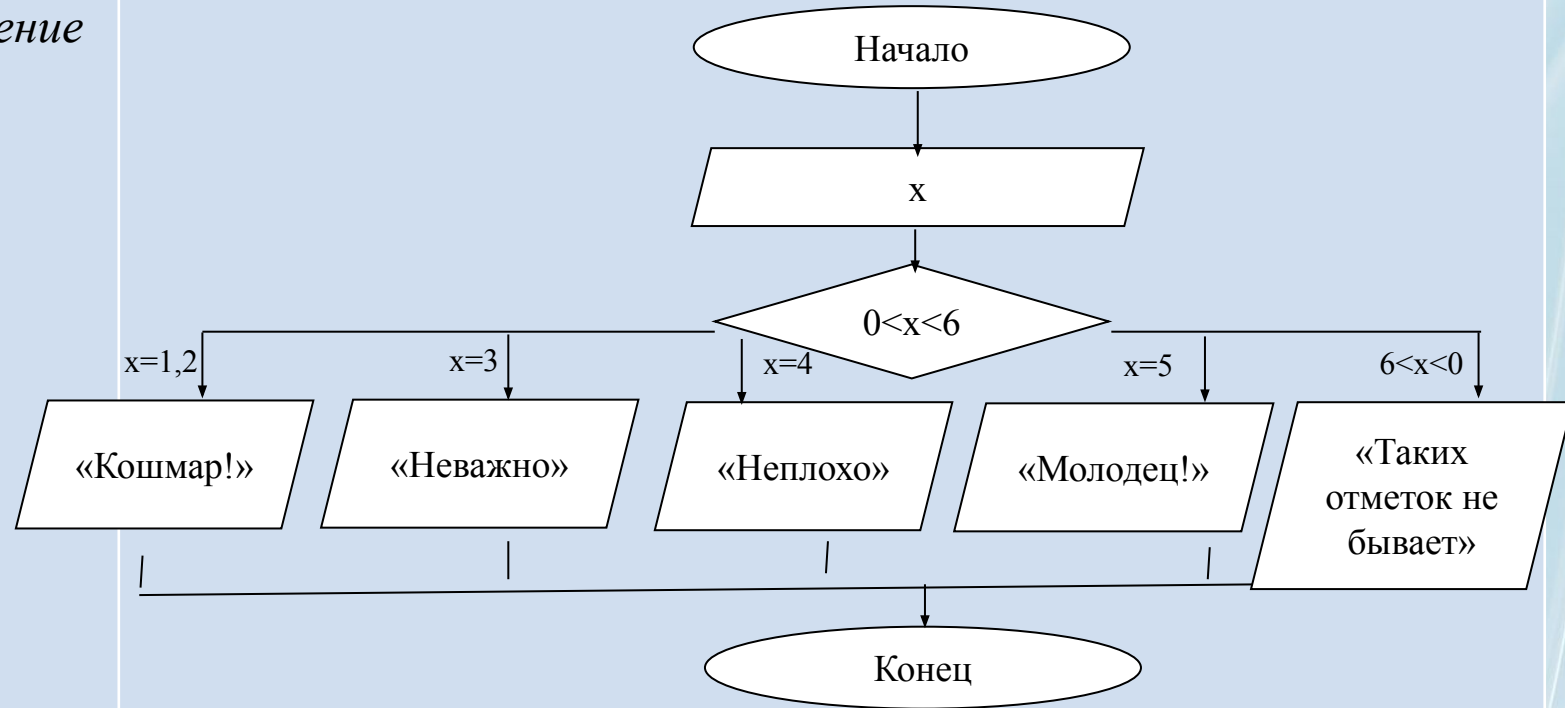 ение
Начало
x
0<x<6
x=1,2
x=3
x=4
x=5
6<x<0
«Кошмар!»
«Неважно»
«Неплохо»
«Молодец!»
«Таких
отметок не
бывает»
Конец